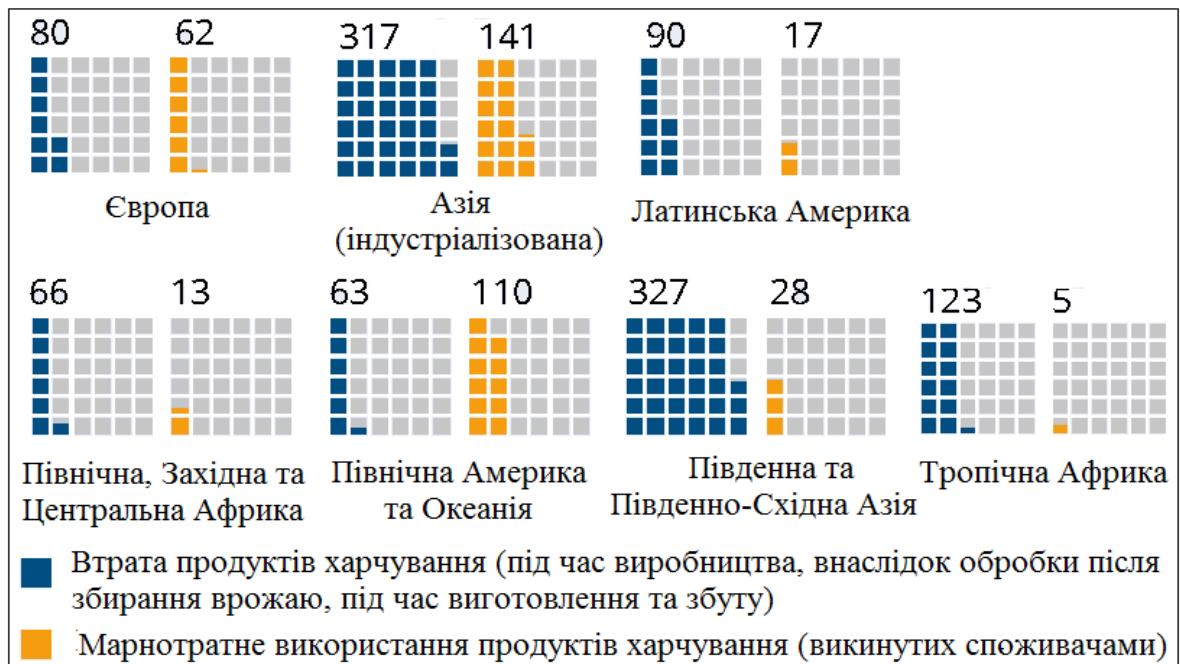 80 62 317 141 90 17
Європа
Азія
(індустріалізована)
Латинська Америка
66 13 63 110 327 28 123 5
Північна, Західна та
Центральна Африка
Північна Америка
та Океанія
Південна та
Південно-Східна Азія
Тропічна Африка
Втрата продуктів харчування (під час виробництва, внаслідок обробки після
збирання врожаю, під час виготовлення та збуту)
Марнотратне використання продуктів харчування (викинутих споживачами)